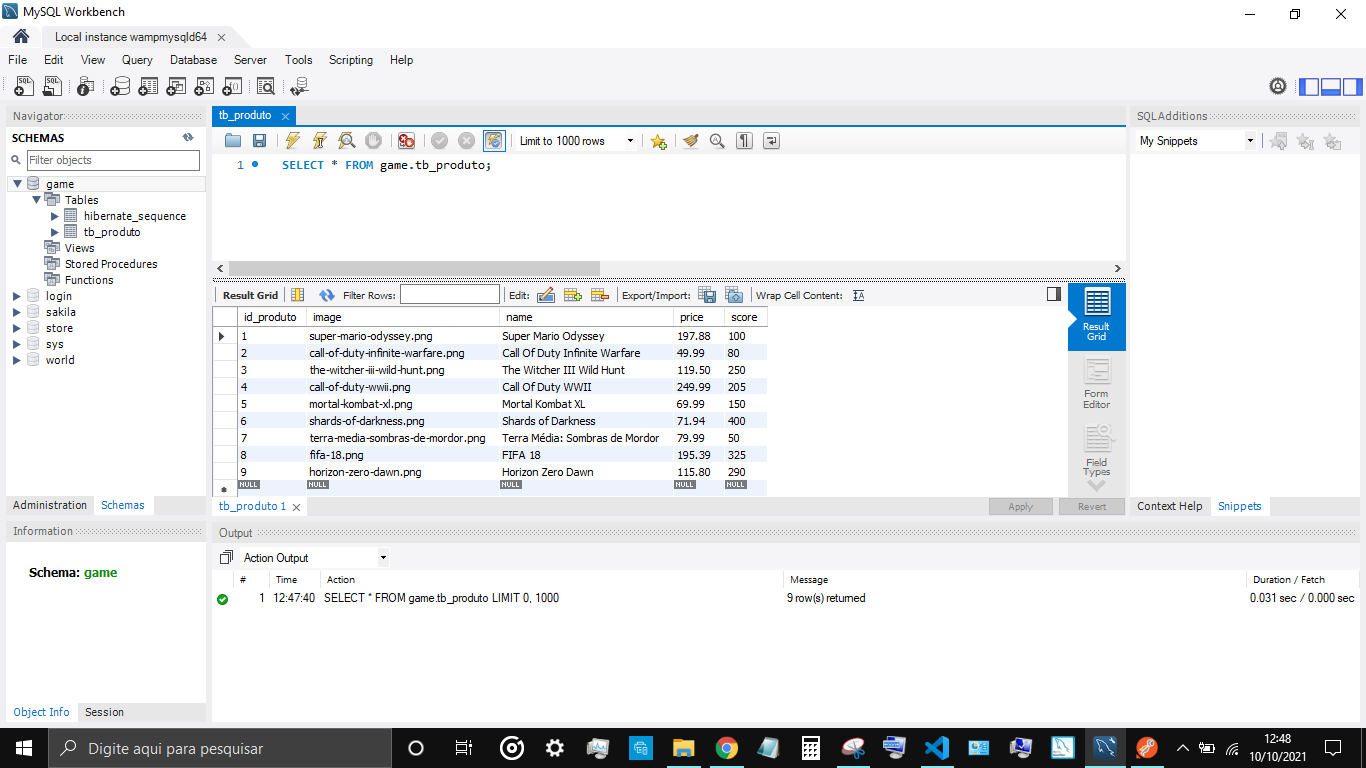 MySQL Workbench
Local instance wampmysqld64
File Edit View Query Database Server Tools Scripting Help
Navigator
SCHEMAS
Filter objects
game
Tables
hibernate_sequence
tb_produto
Views
Stored Procedures
Functions
login
sakila
store
sys
world
Administration Schemas
Information
Schema: game
Object Info Session
tb_produto
Limit to 1000 rows
1 SELECT * FROM game.tb_produto;
Result Grid Filter Rows: Edit: Export/Import: Wrap Cell Content:
id_produto image name price score
1 super-mario-odyssey.png Super Mario Odyssey 197.88 100
2 call-of-duty-infinite-warfare.png Call Of Duty Infinite Warfare 49.99 80
3 the-witcher-iii-wild-hunt.png The Witcher III Wild Hunt 119.50 250
4 call-of-duty-wwii.png Call Of Duty WWII 249.99 205
5 mortal-kombat-xl.png Mortal Kombat XL 69.99 150
6 shards-of-darkness.png Shards of Darkness 71.94 400
7 terra-media-sombras-de-mordor.png Terra Média: Sombras de Mordor 79.99 50
8 fifa-18.png FIFA 18 195.39 325
9 horizon-zero-dawn.png Horizon Zero Dawn 115.80 290
NULL NULL NULL NULL NULL
Result
Grid
Form
Editor
Field
Types
tb_produto 1
Apply Revert
SQLAdditions
My Snippets
Context Help Snippets
Output
Action Output
# Time Action Message Duration / Fetch
1 12:47:40 SELECT * FROM game.tb_produto LIMIT 0, 1000 9 row(s) returned 0.031 sec / 0.000 sec
Digite aqui para pesquisar
12:48
10/10/2021